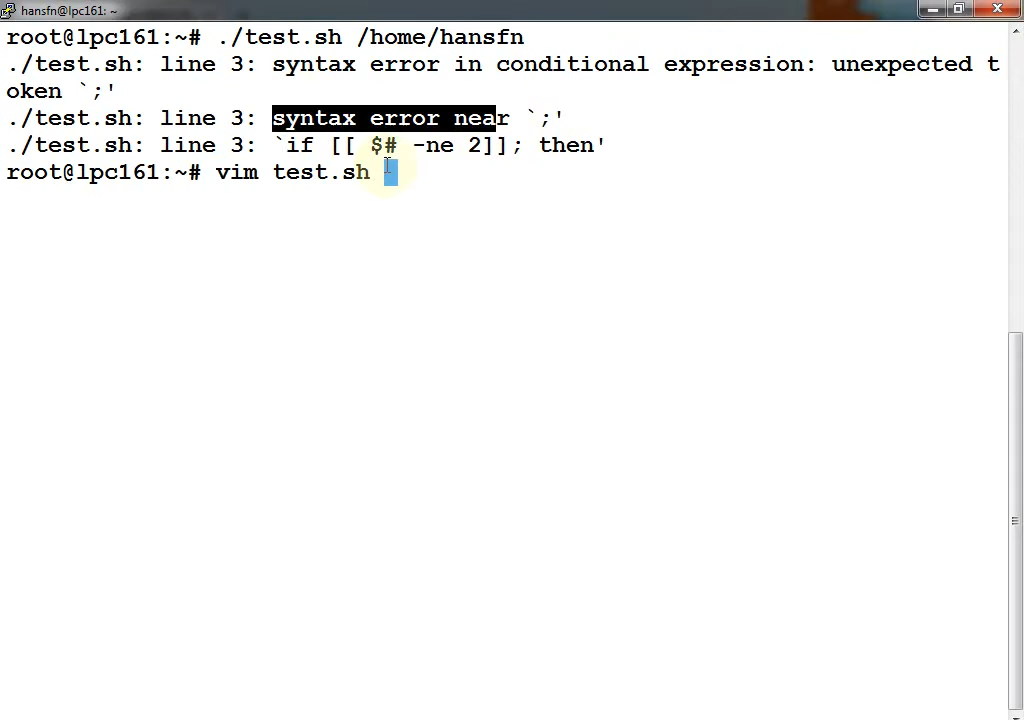 hansfn@lpc161: ~
root@lpc161:~# ./test.sh /home/hansfn
./test.sh: line 3: syntax error in conditional expression: unexpected t
oken `;'
./test.sh: line 3: syntax error near `;'
./test.sh: line 3: `if [[ $# -ne 2]]; then'
root@lpc161:~# vim test.sh